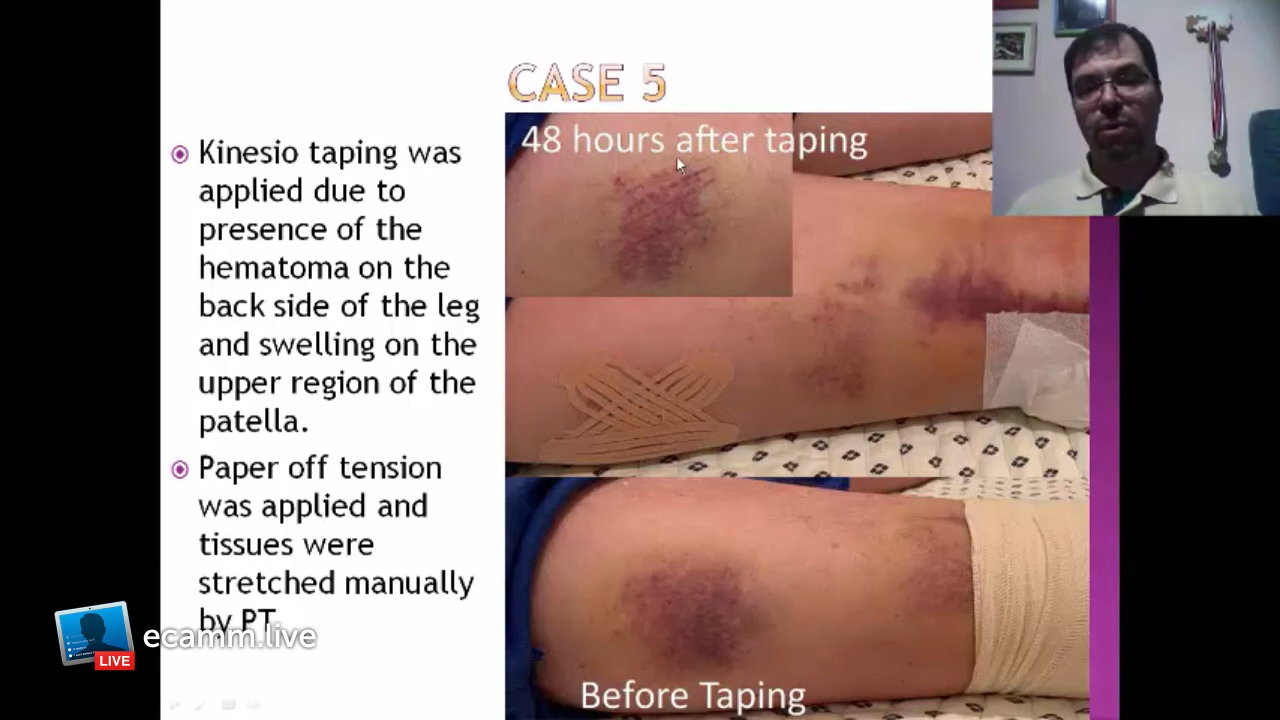 CASE 5
Kinesio taping was
applied due to
presence of the
hematoma on the
back side of the leg
and swelling on the
upper region of the
patella.
Paper off tension
was applied and
tissues were
stretched manually
by PT
48 hours after taping
Before Taping
ecamm.live
LIVE